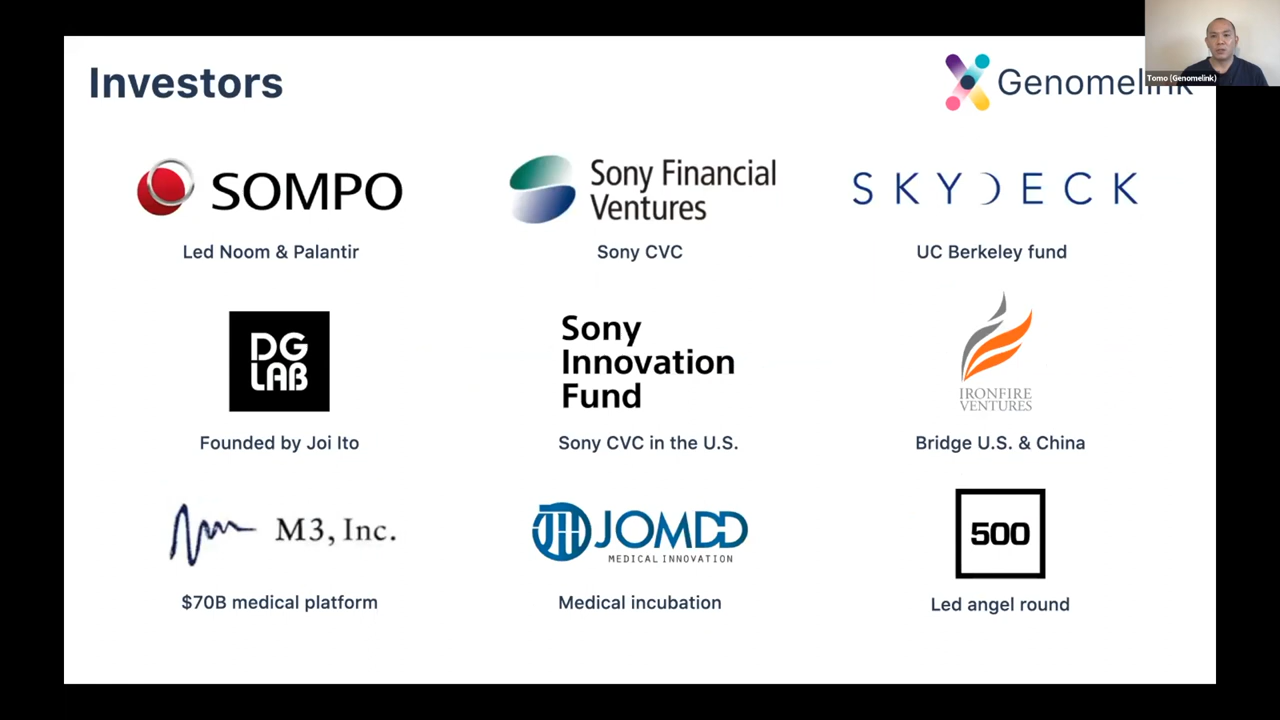 Investors
Genomelink
Tomo (Genomelink)
SOMPO
Led Noom & Palantir
Sony Financial
Ventures
Sony CVC
SKYDECK
UC Berkeley fund
DG
LAB
Founded by Joi Ito
Sony
Innovation
Fund
Sony CVC in the U.S.
IRONFIRE
VENTURES
Bridge U.S. & China
M3, Inc.
$70B medical platform
JOMDD
MEDICAL INNOVATION
Medical incubation
500
Led angel round